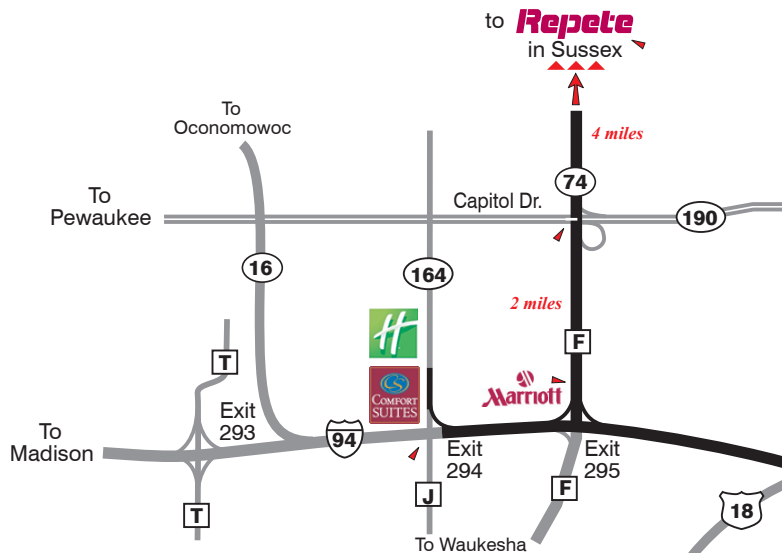 to Repete
in Sussex
4 miles
To
Oconomowoc
74
To
Pewaukee
Capitol Dr.
190
16
164
2 miles
H
F
T
CS
COMFORT
SUITES
Marriott
Exit
293
To
Madison
94
Exit
294
Exit
295
T
J
F
18
To Waukesha